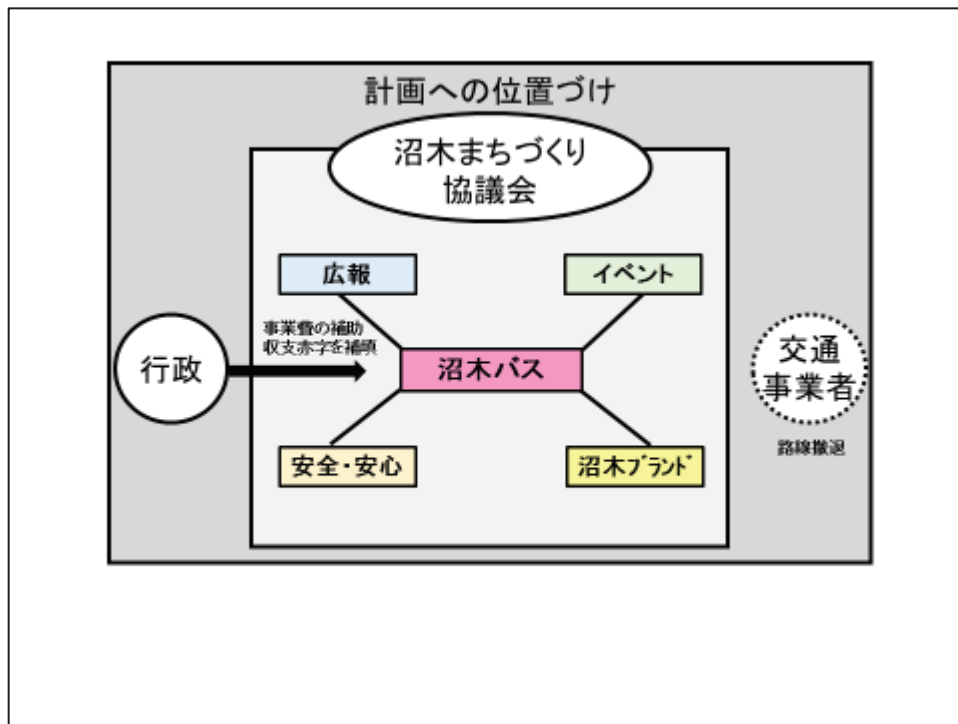 計画への位置づけ
沼木まちづくり
協議会
広報
イベント
事業費の補助
収支赤字を補填
行政
沼木バス
交通
事業者
路線撤退
安全・安心
沼木ﾌﾞﾗﾝﾄﾞ